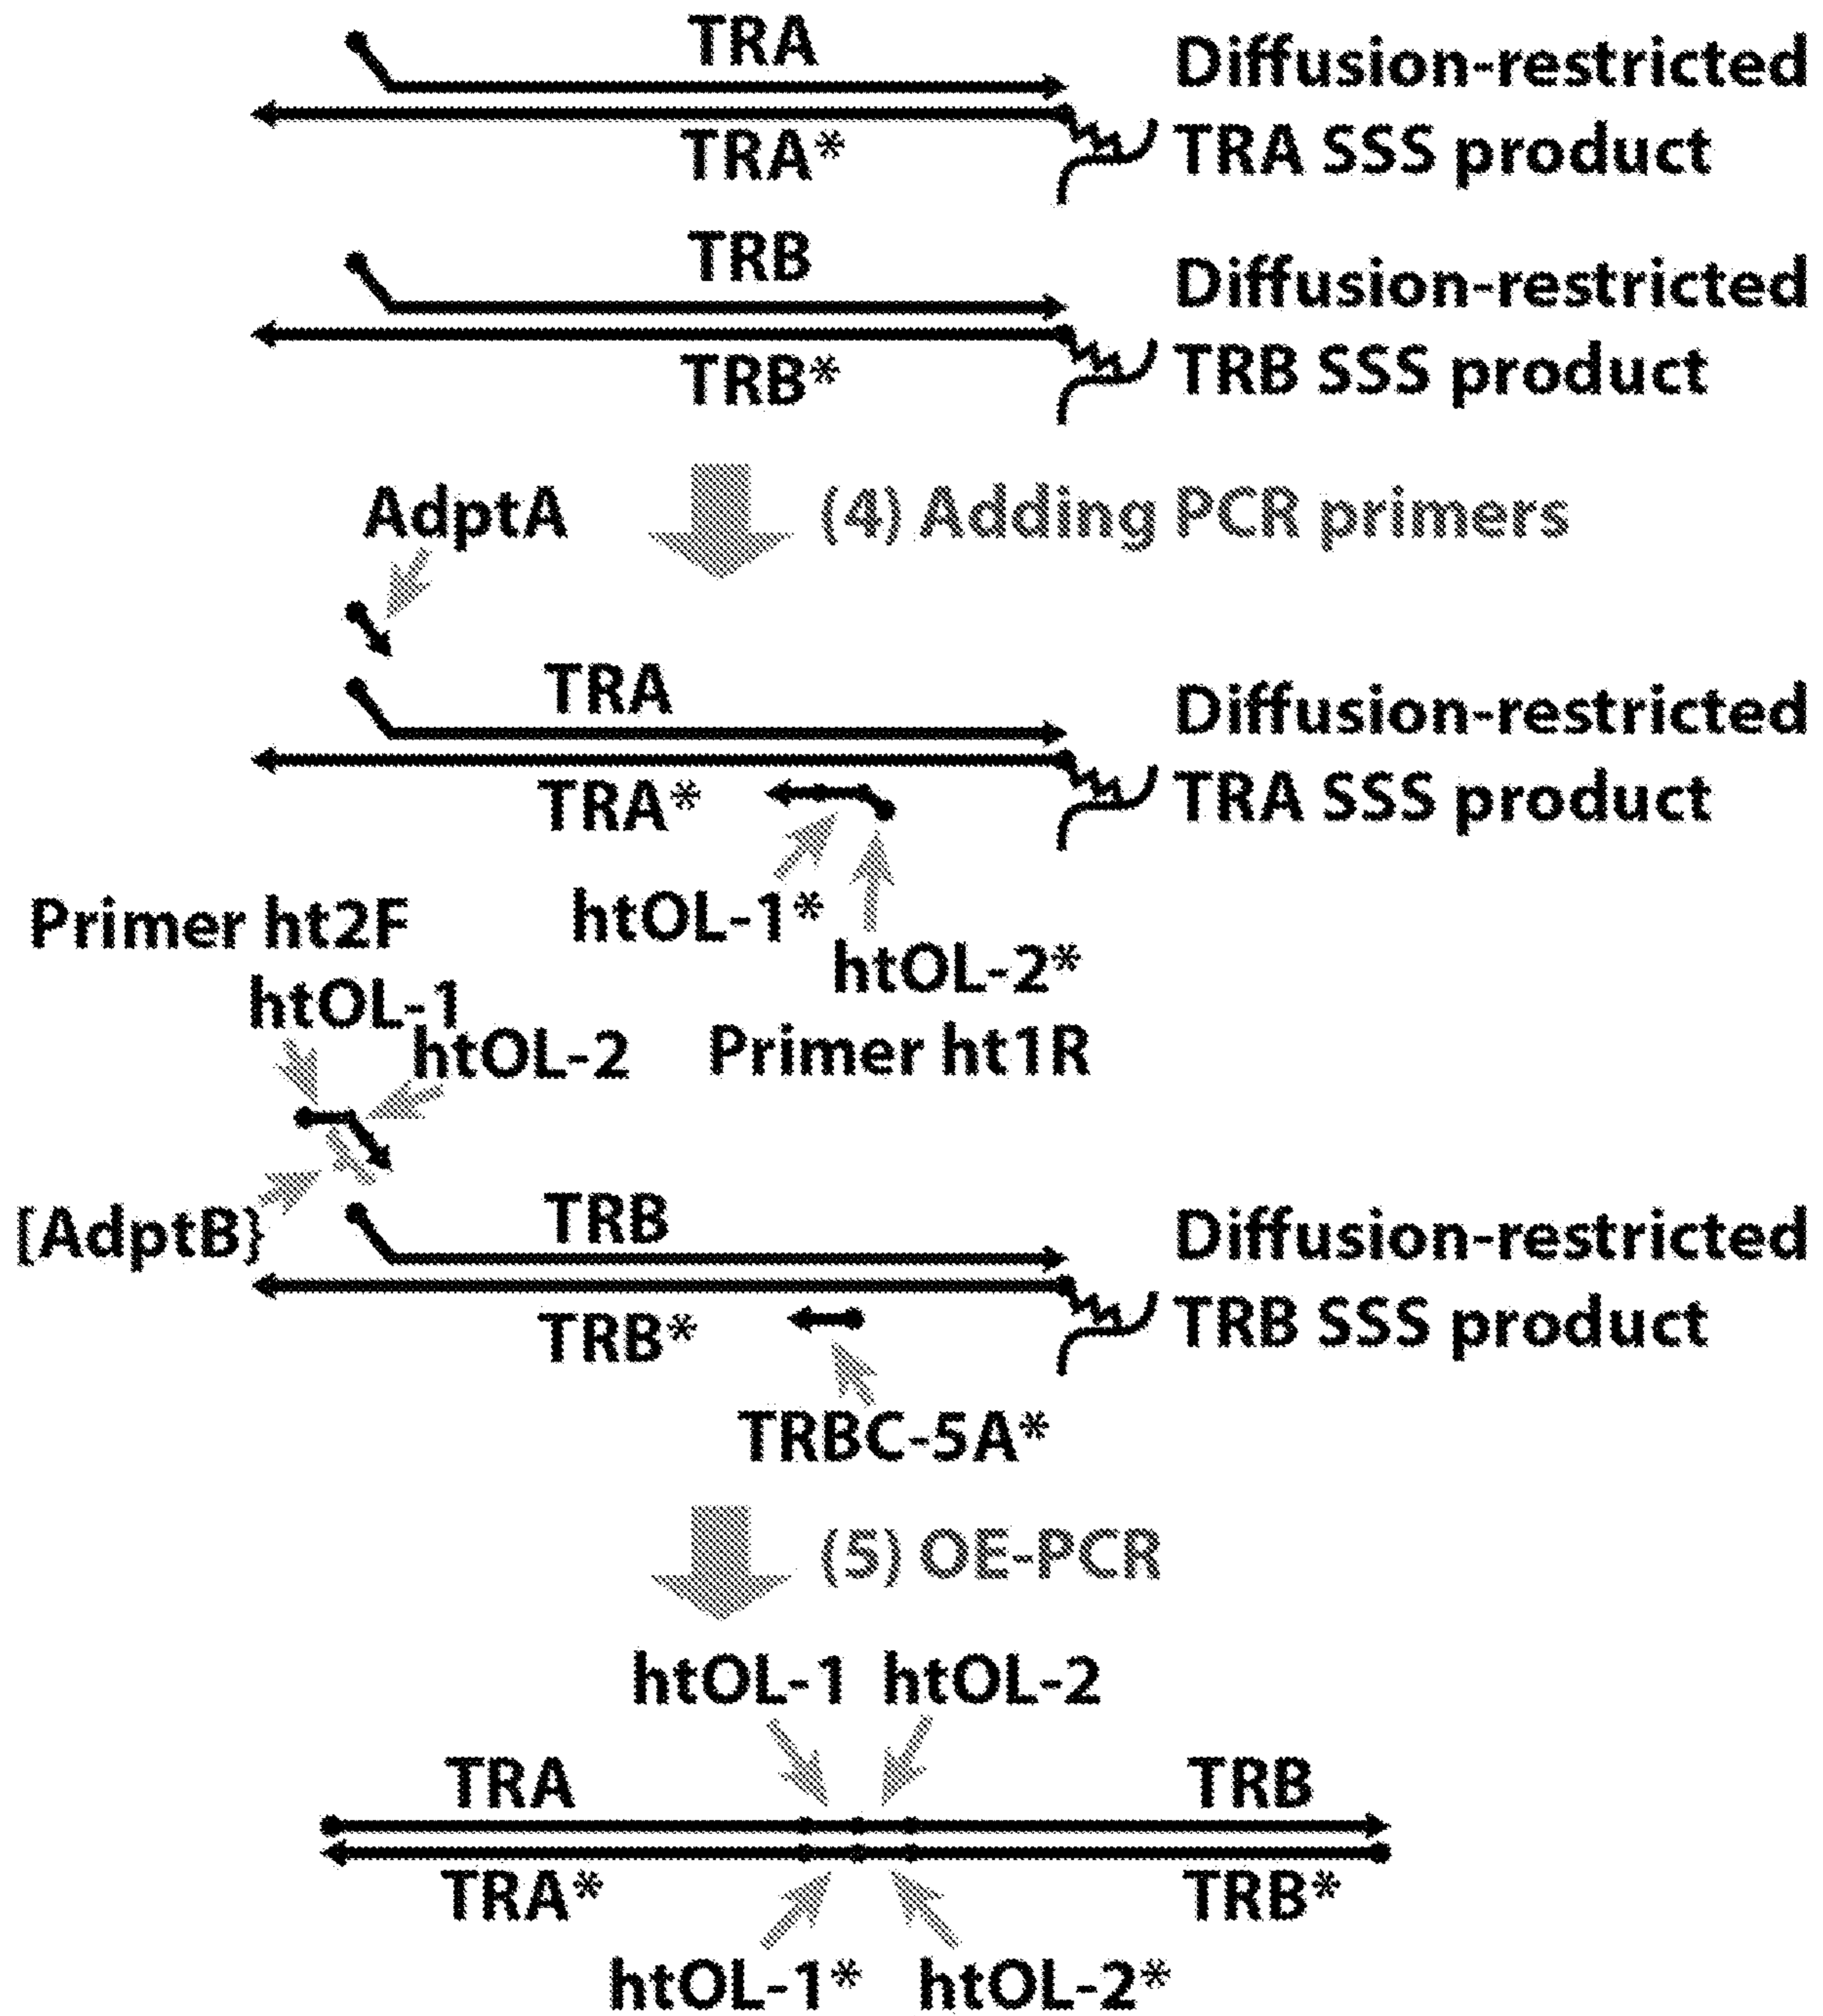 TRA
Diffusion-restricted
TRA*
TRA SSS product
TRB
Diffusion-restricted
TRB*
TRB SSS product
AdptA
(4) Adding PCR primers
TRA
Diffusion-restricted
TRA*
TRA SSS product
htOL-1*
Primer ht2F
htOL-2*
htOL-1
htOL-2
Primer ht1R
[AdptB}
TRB
Diffusion-restricted
TRB*
TRB SSS product
TRBC-5A*
(5) OE-PCR
htOL-1 htOL-2
TRA TRB
TRA* TRB*
htOL-1* htOL-2*